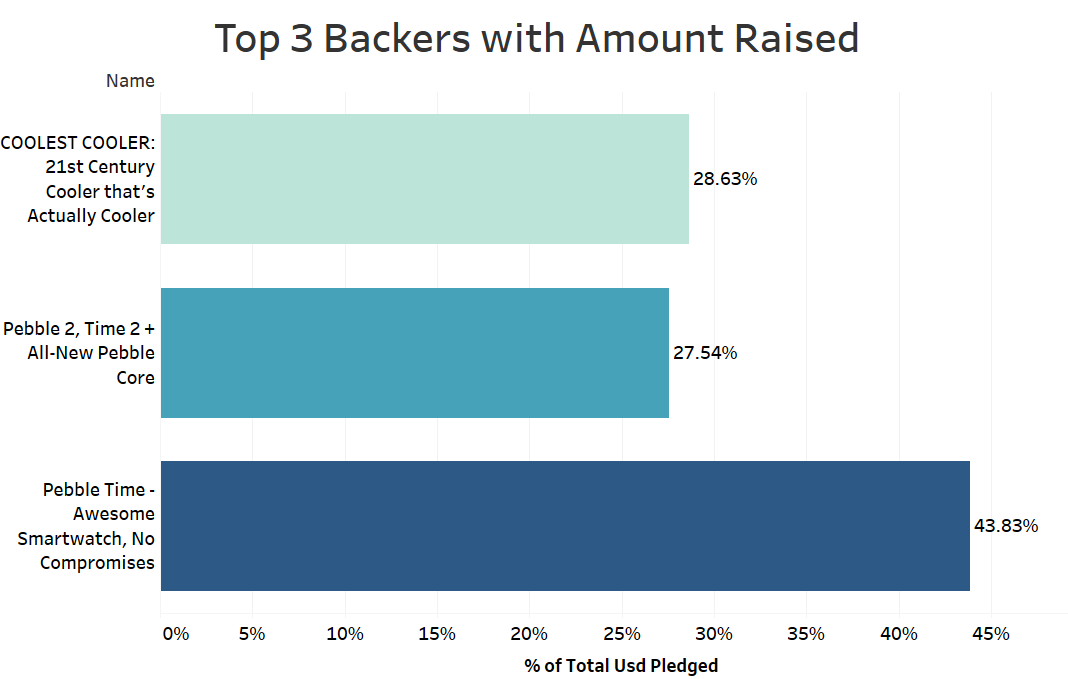 Top 3 Backers with Amount Raised
Name
COOLEST COOLER:
21st Century
Cooler that’s
Actually Cooler
28.63%
Pebble 2, Time 2 +
All-New Pebble
Core
27.54%
Pebble Time -
Awesome
Smartwatch, No
Compromises
43.83%
0% 5% 10% 15% 20% 25% 30% 35% 40% 45%
% of Total Usd Pledged